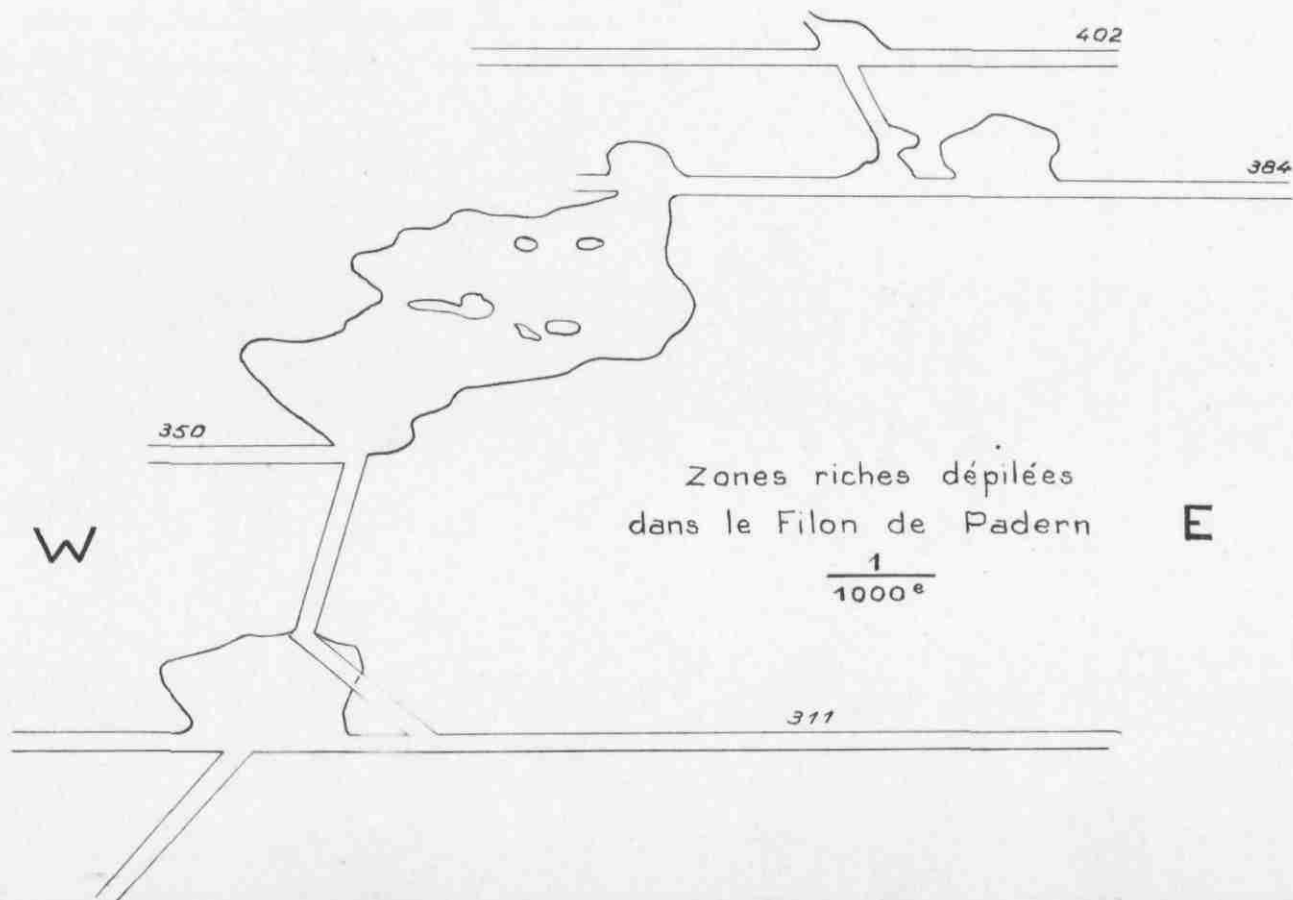 402
384
350
Zones riches dépilées
dans le Filon de Padern
1
1000e
W
E
311